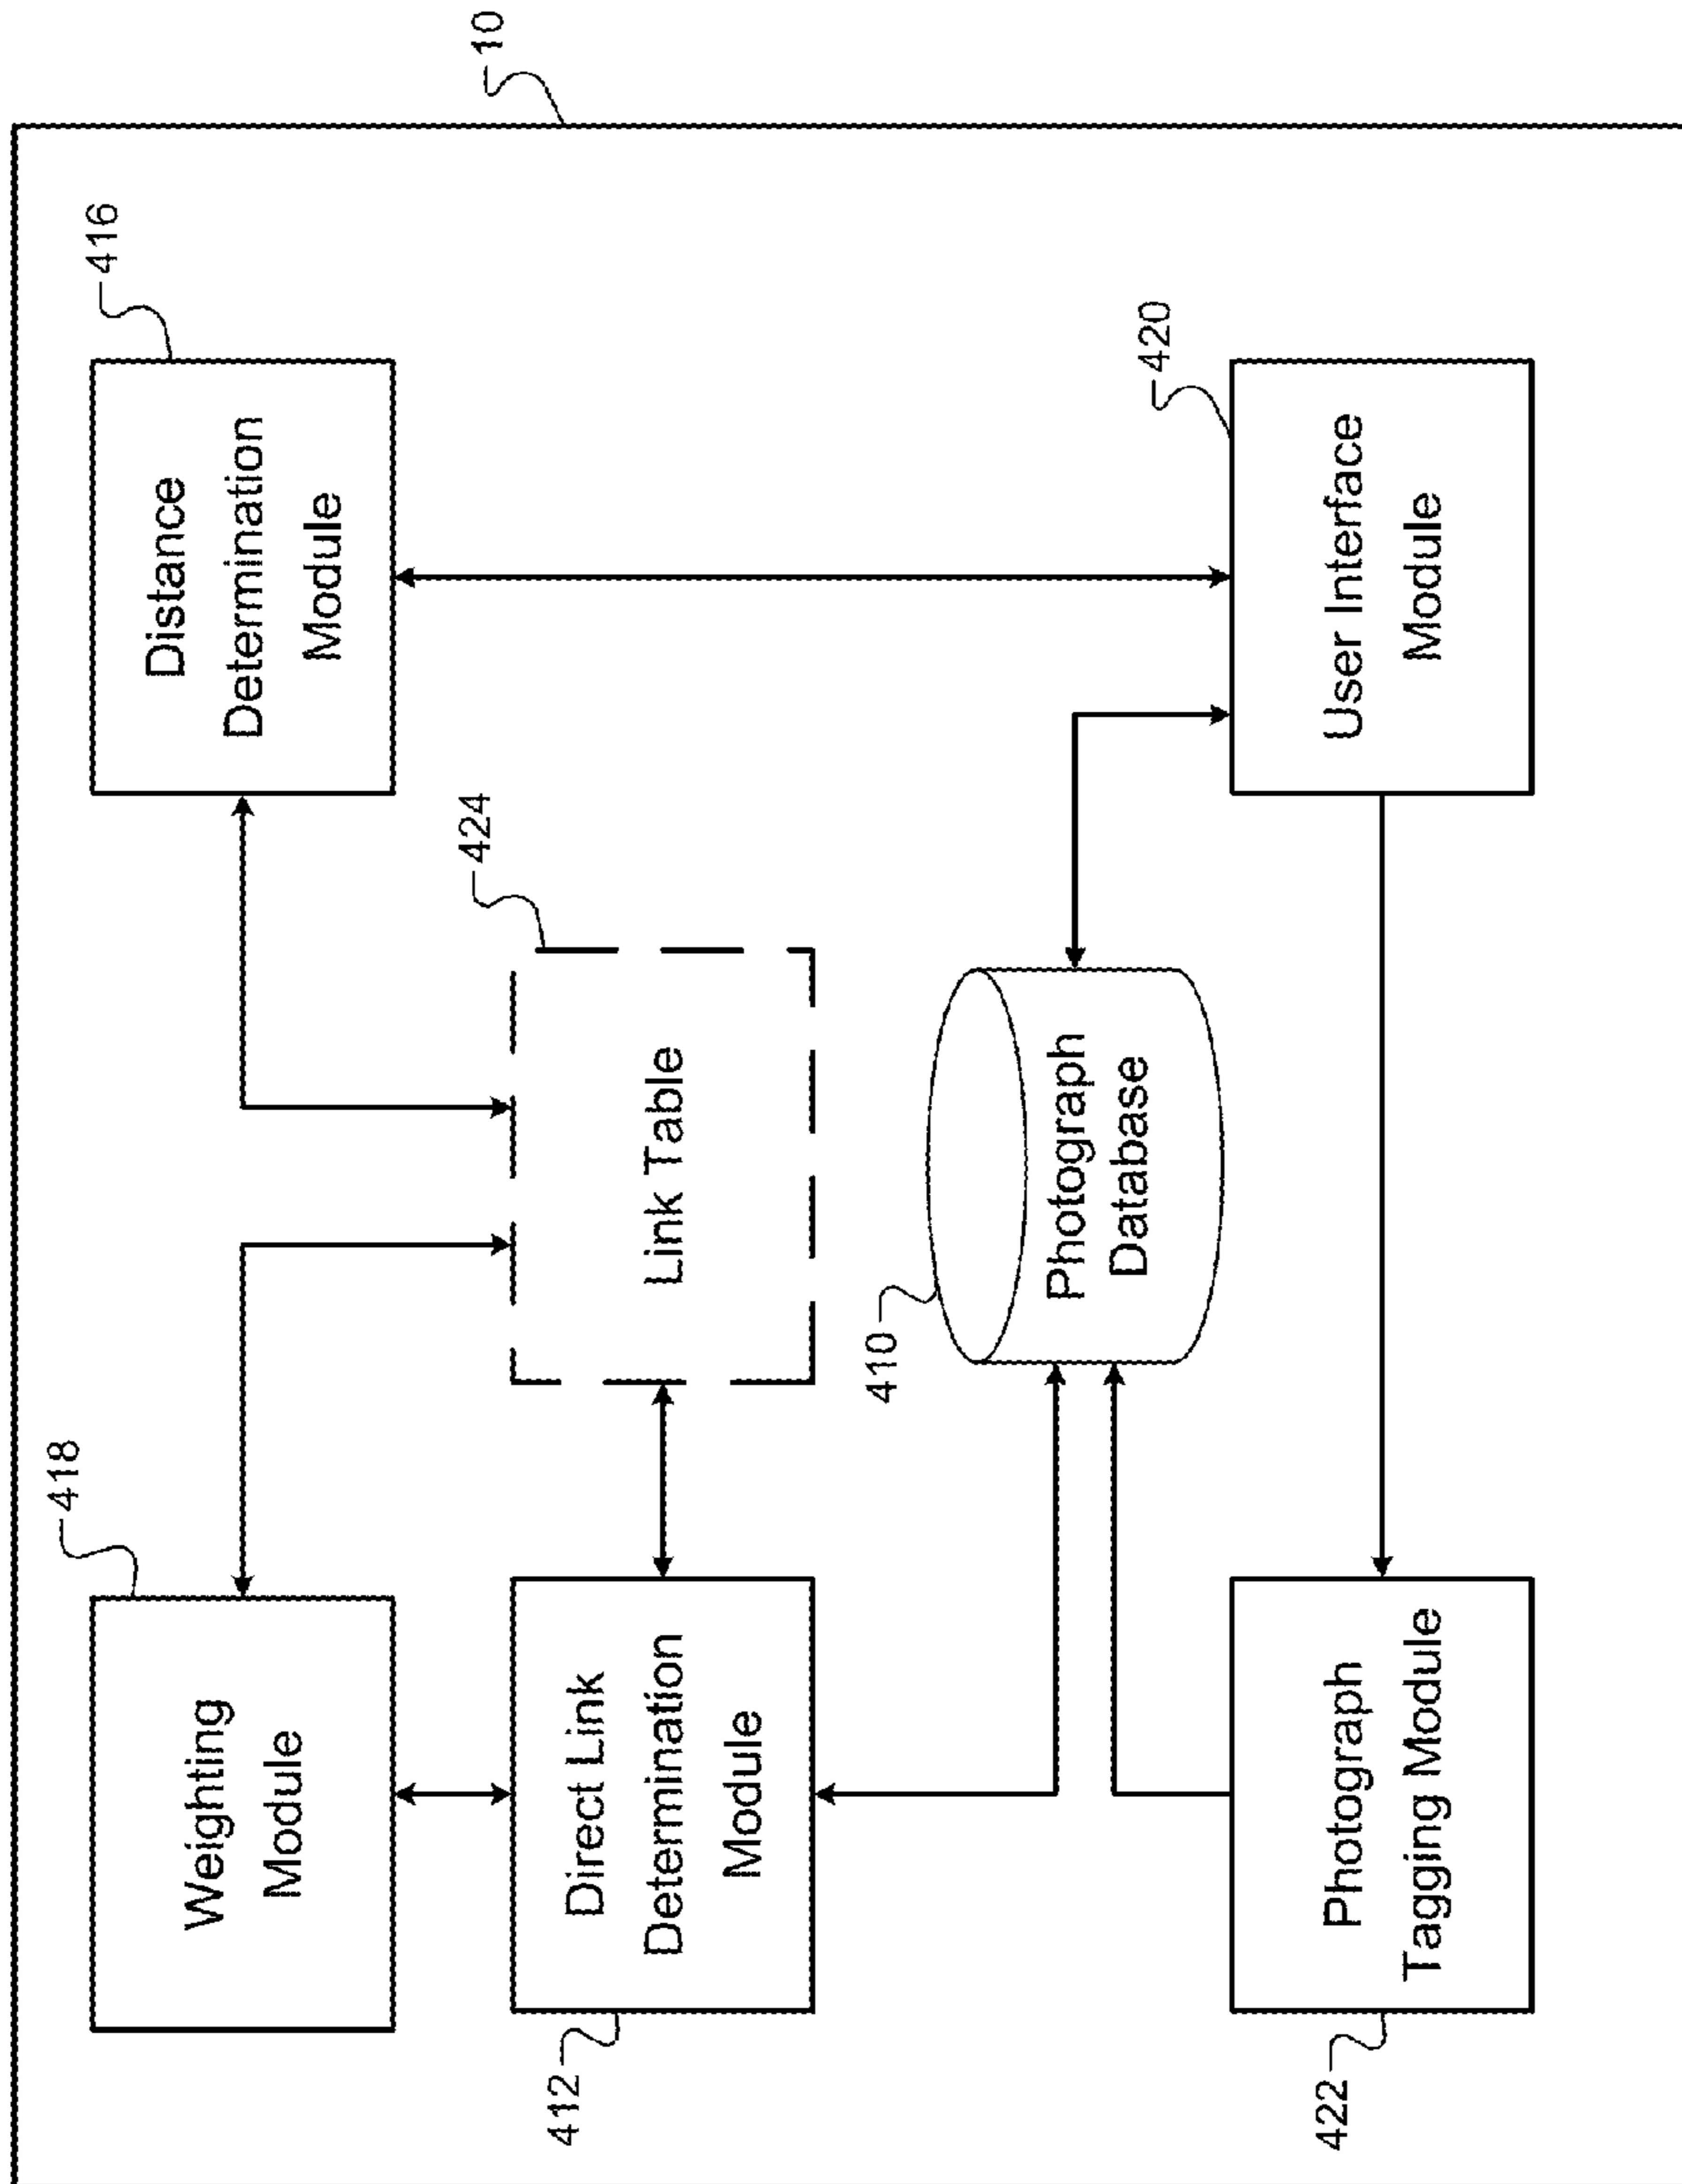 418
416
Weighting
Module
Distance
Determination
Module
10
424
412
Direct Link
Determination
Module
Link Table
410
Photograph
Database
420
422
Photograph
Tagging Module
User Interface
Module